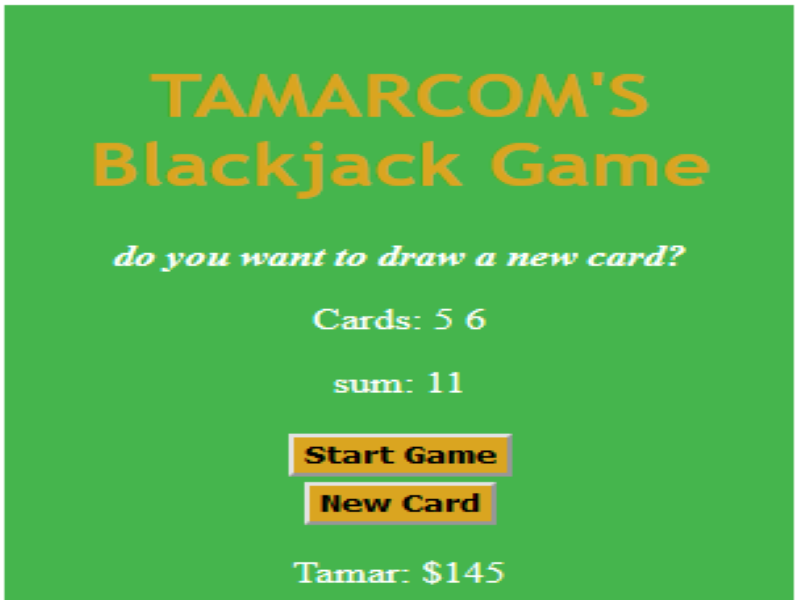 TAMARCOM'S
Blackjack Game
do you want to draw a new card?
Cards: 5 6
sum: 11
Start Game
New Card
Tamar: $145